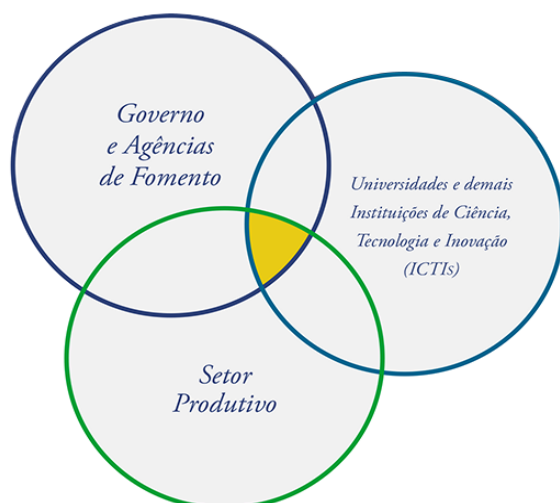 Governo
e Agências
de Fomento
Universidades e demais
Instituições de Ciência,
Tecnologia e Inovação
(ICTIs)
Setor
Produtivo